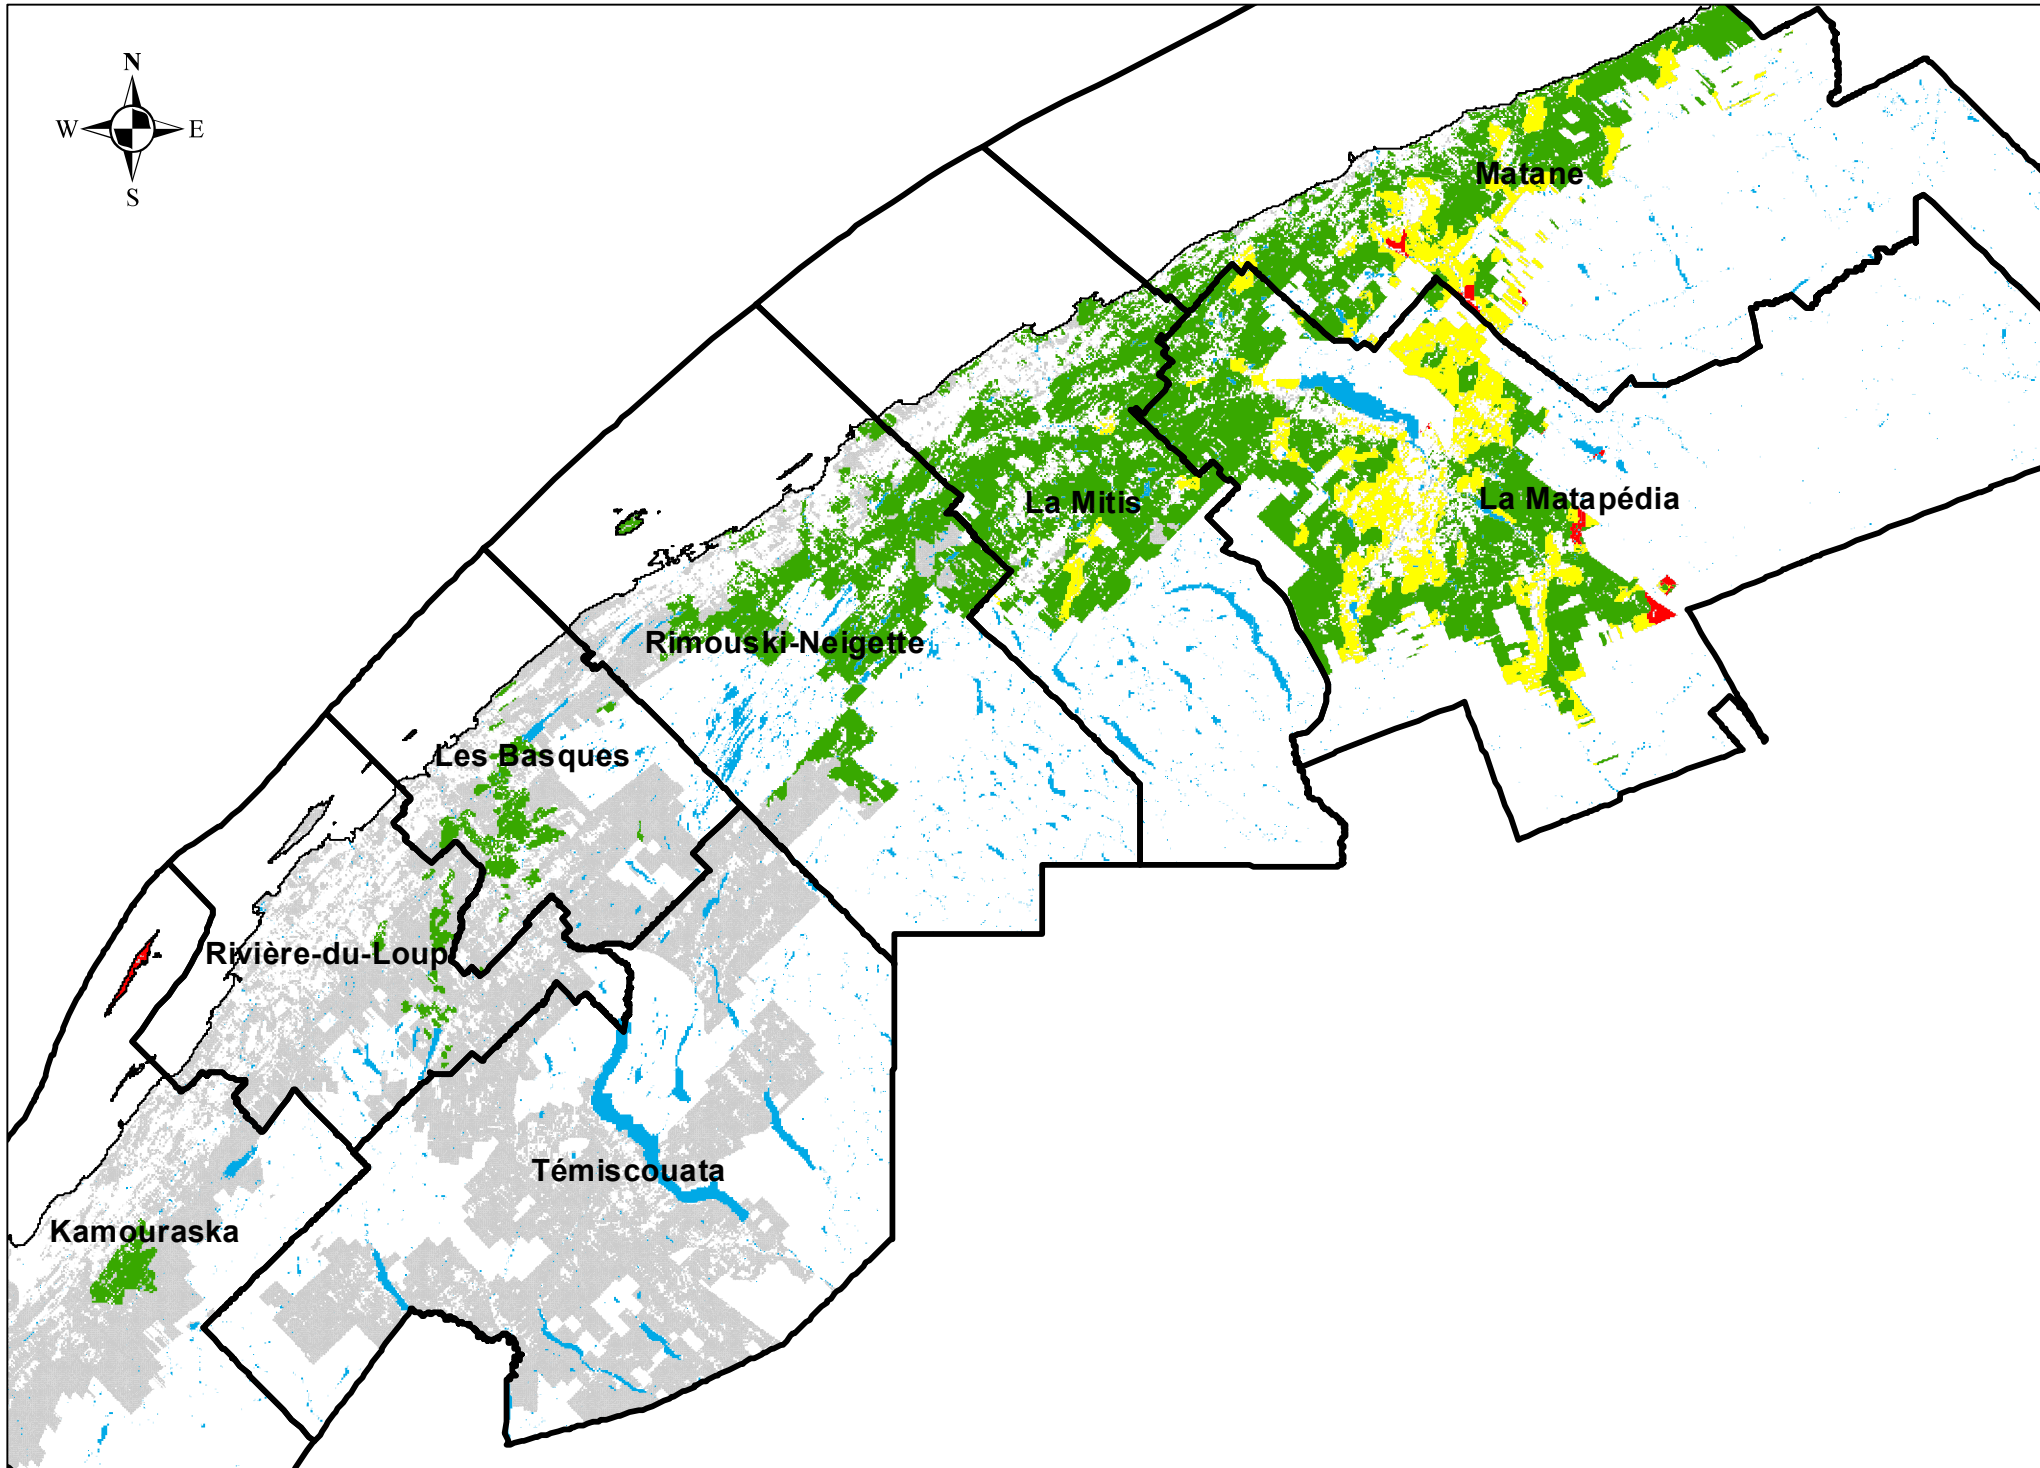 N
W E
S
Matane
La Mitis
La Matapédia
Rimouski-Neigette
Les Basques
Rivière-du-Loup
Témiscouata
Kamouraska